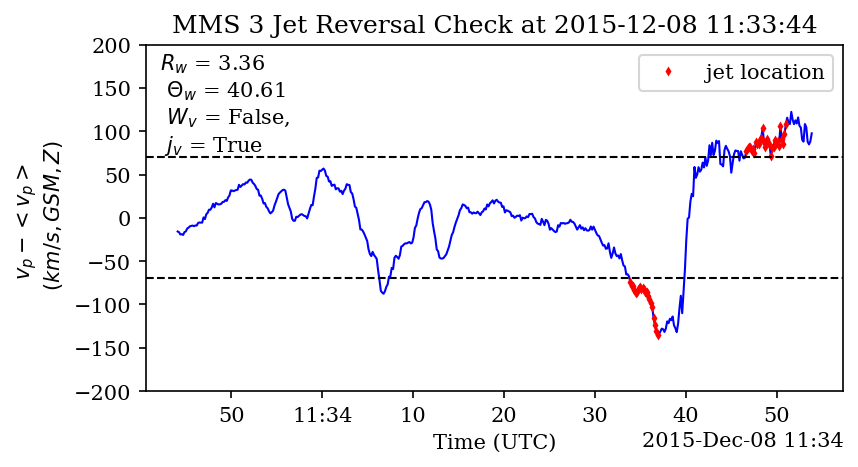 MMS 3 Jet Reversal Check at 2015-12-08 11:33:44
R_w = 3.36
Θ_w = 40.61
W_v = False,
j_v = True
jet location
v_p − < v_p >
(km/s, GSM, Z)
200
150
100
50
0
−50
−100
−150
−200
50 11:34 10 20 30 40 50
Time (UTC)
2015-Dec-08 11:34